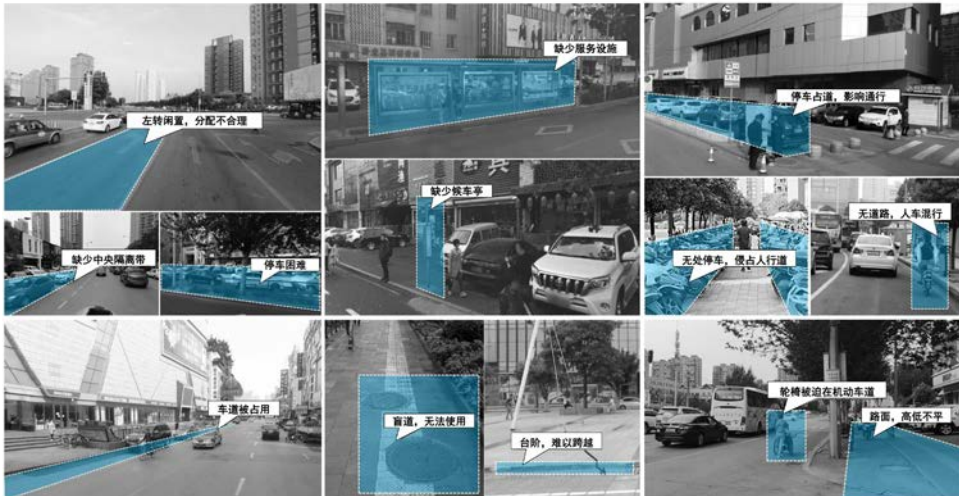 左转闲置，分配不合理
缺少服务设施
停车占道，影响通行
缺少候车亭
缺少中央隔离带
停车困难
无处停车，侵占人行道
无道路，人车混行
车道被占用
盲道，无法使用
台阶，难以跨越
轮椅被迫在机动车道
路面，高低不平